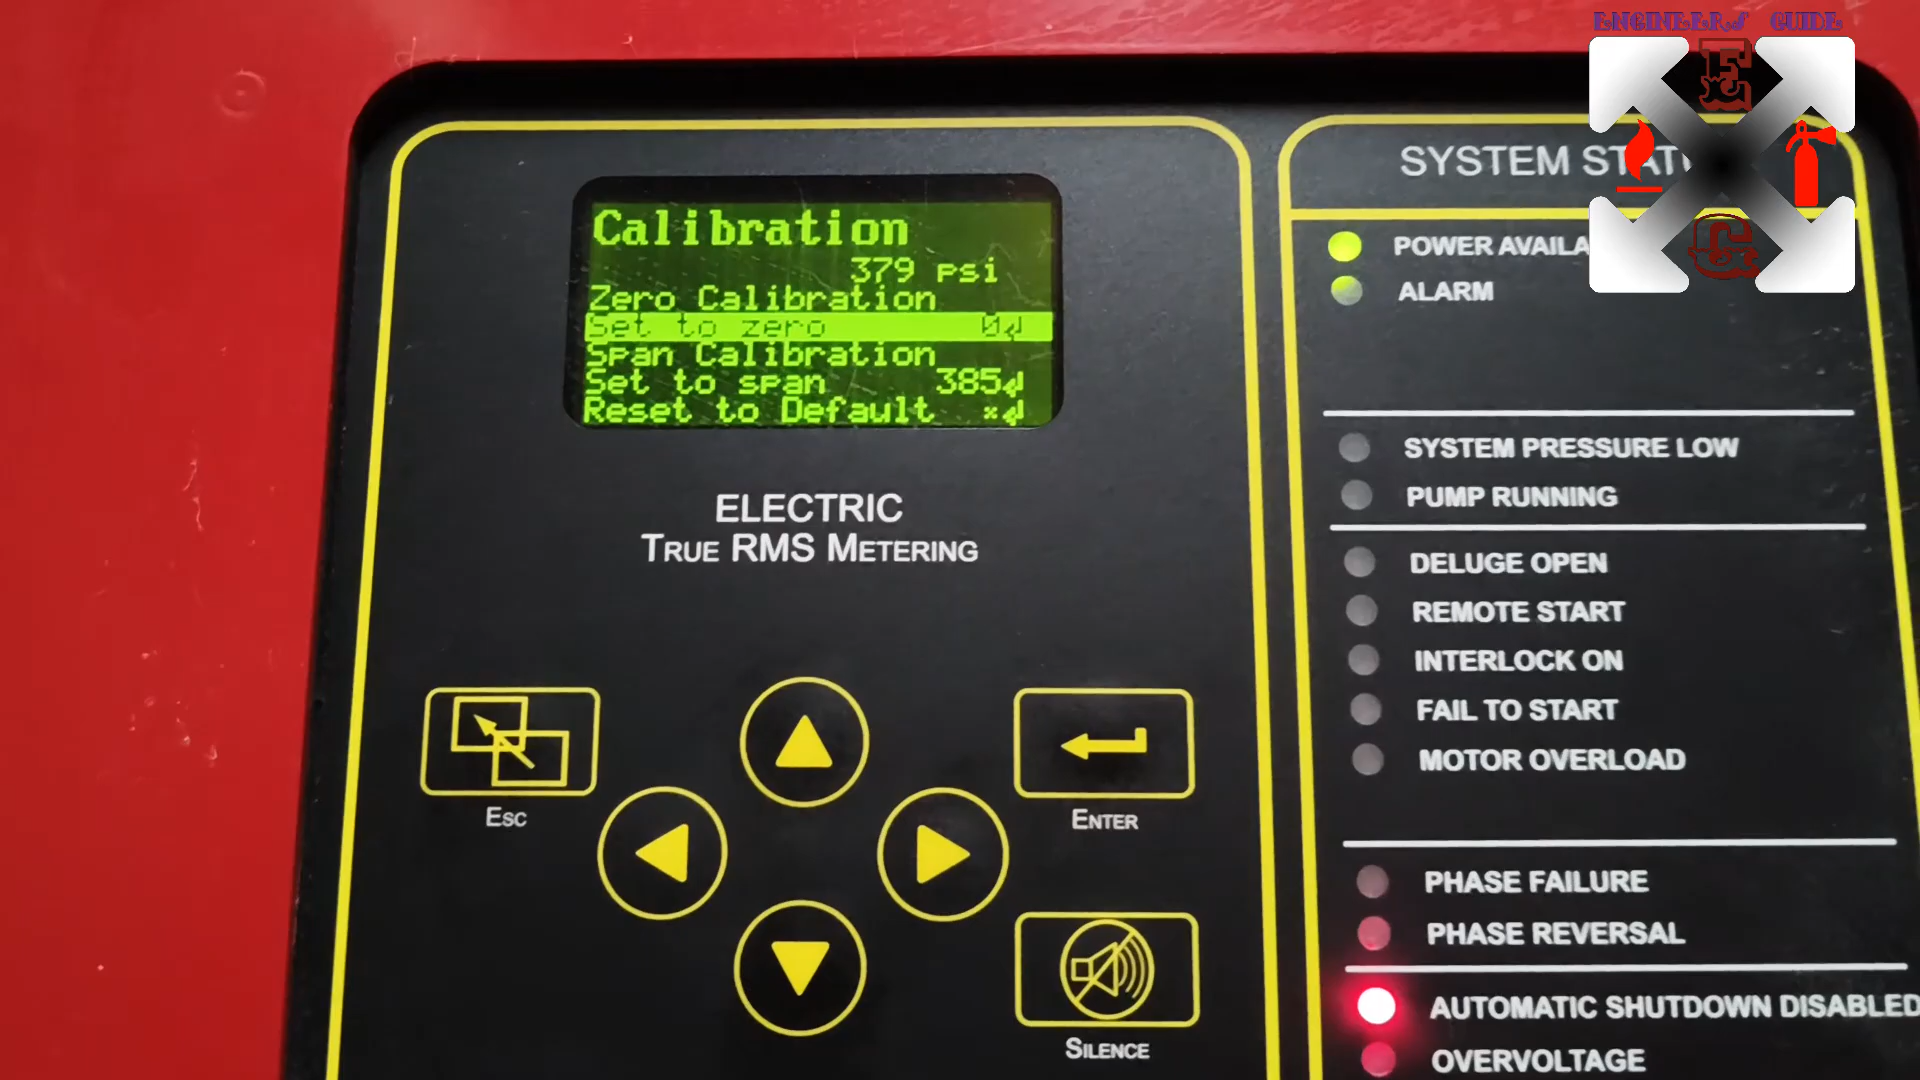 ENGINEERS GUIDE
E
G
Calibration
379 psi
Zero Calibration
Set to zero 0↲
Span Calibration
Set to span 385↲
Reset to Default ×↲
ELECTRIC
TRUE RMS METERING
ESC
ENTER
SILENCE
SYSTEM
POWER
ALARM
SYSTEM PRESSURE LOW
PUMP RUNNING
DELUGE OPEN
REMOTE START
INTERLOCK ON
FAIL TO START
MOTOR OVERLOAD
PHASE FAILURE
PHASE REVERSAL
AUTOMATIC SHUTDOWN DISABLED
OVERVOLTAGE